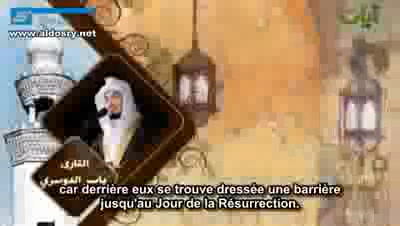 www.aldosry.net
آيات
القارئ
ياسر الدوسري
car derrière eux se trouve dressée une barrière
jusqu'au Jour de la Résurrection.